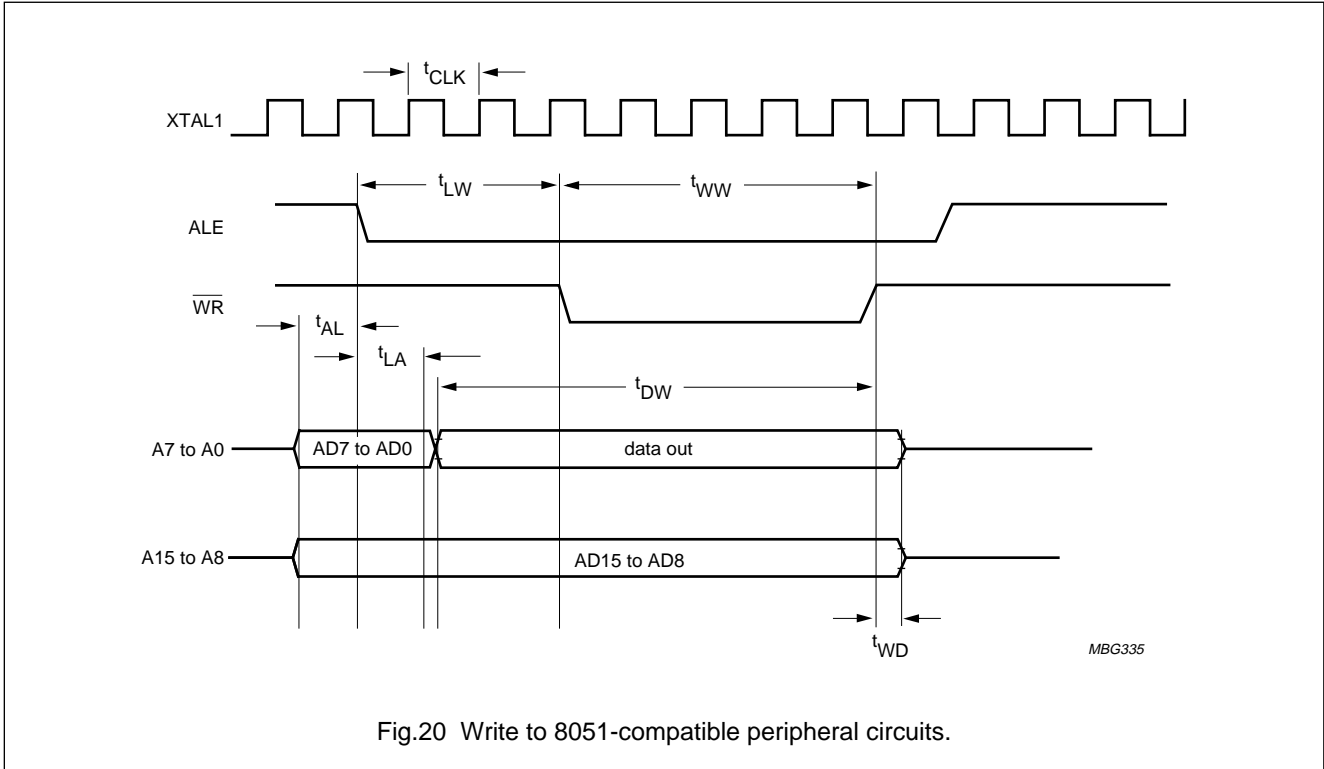 tCLK
XTAL1
tLW
tWW
ALE
WR
tAL
tLA
tDW
A7 to A0
AD7 to AD0
data out
A15 to A8
AD15 to AD8
tWD
MBG335
Fig.20 Write to 8051-compatible peripheral circuits.